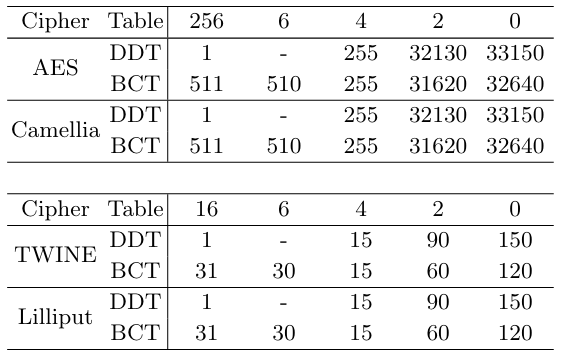 Cipher Table 256 6 4 2 0
AES DDT 1 - 255 32130 33150
BCT 511 510 255 31620 32640
Camellia DDT 1 - 255 32130 33150
BCT 511 510 255 31620 32640
Cipher Table 16 6 4 2 0
TWINE DDT 1 - 15 90 150
BCT 31 30 15 60 120
Lilliput DDT 1 - 15 90 150
BCT 31 30 15 60 120